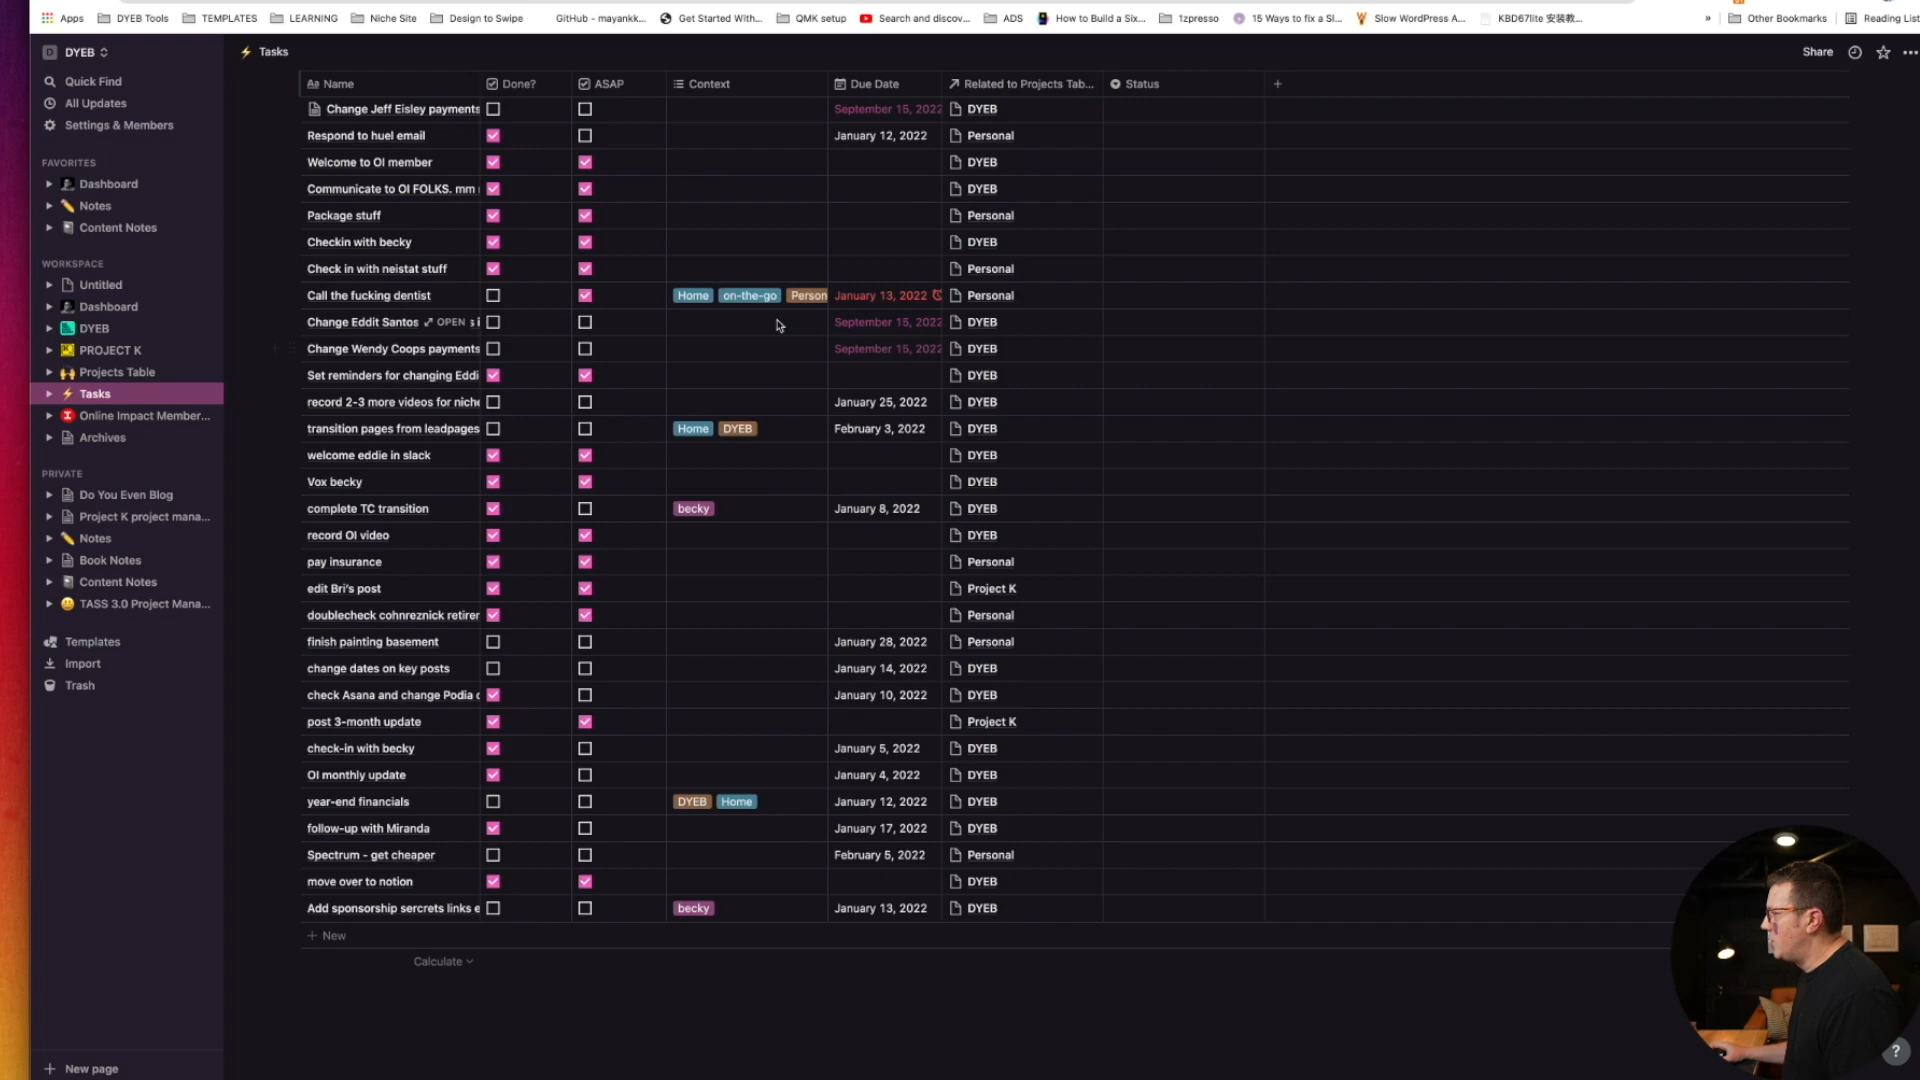 Apps DYEB Tools TEMPLATES LEARNING Niche Site Design to Swipe GitHub - mayankk... Get Started With... QMK setup Search and discov... ADS How to Build a Six... 1zpresso 15 Ways to fix a Sl... Slow WordPress A... KBD67lite 安裝教... » Other Bookmarks Reading List
D DYEB
Quick Find
All Updates
Settings & Members
FAVORITES
Dashboard
Notes
Content Notes
WORKSPACE
Untitled
Dashboard
DYEB
PROJECT K
Projects Table
Tasks
Online Impact Member...
Archives
PRIVATE
Do You Even Blog
Project K project mana...
Notes
Book Notes
Content Notes
TASS 3.0 Project Mana...
Templates
Import
Trash
+ New page
Tasks Share
Aa Name Done? ASAP Context Due Date Related to Projects Tab... Status +
Change Jeff Eisley payments September 15, 2022 DYEB
Respond to huel email January 12, 2022 Personal
Welcome to OI member DYEB
Communicate to OI FOLKS. mm DYEB
Package stuff Personal
Checkin with becky DYEB
Check in with neistat stuff Personal
Call the fucking dentist Home on-the-go Person January 13, 2022 Personal
Change Eddit Santos OPEN September 15, 2022 DYEB
Change Wendy Coops payments September 15, 2022 DYEB
Set reminders for changing Eddi DYEB
record 2-3 more videos for niche January 25, 2022 DYEB
transition pages from leadpages Home DYEB February 3, 2022 DYEB
welcome eddie in slack DYEB
Vox becky DYEB
complete TC transition becky January 8, 2022 DYEB
record OI video DYEB
pay insurance Personal
edit Bri's post Project K
doublecheck cohnreznick retirer Personal
finish painting basement January 28, 2022 Personal
change dates on key posts January 14, 2022 DYEB
check Asana and change Podia January 10, 2022 DYEB
post 3-month update Project K
check-in with becky January 5, 2022 DYEB
OI monthly update January 4, 2022 DYEB
year-end financials DYEB Home January 12, 2022 DYEB
follow-up with Miranda January 17, 2022 DYEB
Spectrum - get cheaper February 5, 2022 Personal
move over to notion DYEB
Add sponsorship sercrets links e becky January 13, 2022 DYEB
+ New
Calculate
?